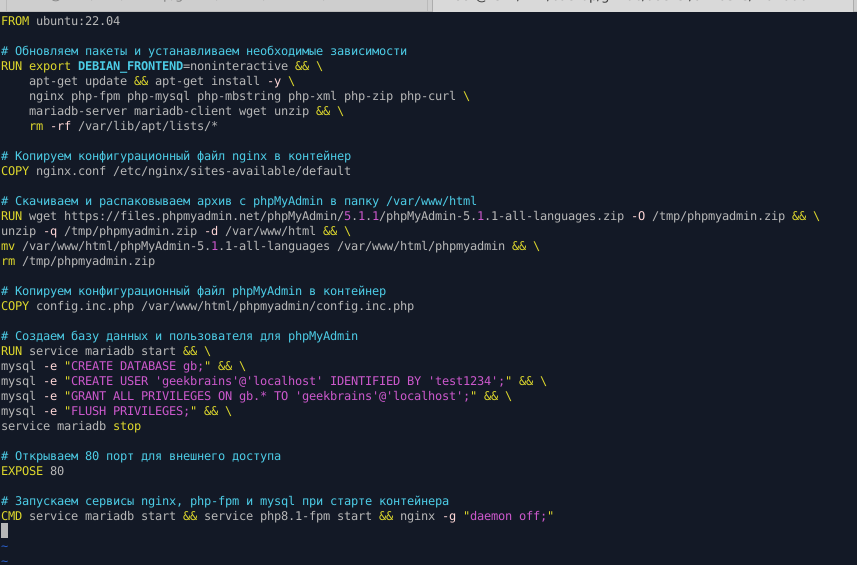 FROM ubuntu:22.04
# Обновляем пакеты и устанавливаем необходимые зависимости
RUN export DEBIAN_FRONTEND=noninteractive && \
    apt-get update && apt-get install -y \
    nginx php-fpm php-mysql php-mbstring php-xml php-zip php-curl \
    mariadb-server mariadb-client wget unzip && \
    rm -rf /var/lib/apt/lists/*
# Копируем конфигурационный файл nginx в контейнер
COPY nginx.conf /etc/nginx/sites-available/default
# Скачиваем и распаковываем архив с phpMyAdmin в папку /var/www/html
RUN wget https://files.phpmyadmin.net/phpMyAdmin/5.1.1/phpMyAdmin-5.1.1-all-languages.zip -O /tmp/phpmyadmin.zip && \
unzip -q /tmp/phpmyadmin.zip -d /var/www/html && \
mv /var/www/html/phpMyAdmin-5.1.1-all-languages /var/www/html/phpmyadmin && \
rm /tmp/phpmyadmin.zip
# Копируем конфигурационный файл phpMyAdmin в контейнер
COPY config.inc.php /var/www/html/phpmyadmin/config.inc.php
# Создаем базу данных и пользователя для phpMyAdmin
RUN service mariadb start && \
mysql -e "CREATE DATABASE gb;" && \
mysql -e "CREATE USER 'geekbrains'@'localhost' IDENTIFIED BY 'test1234';" && \
mysql -e "GRANT ALL PRIVILEGES ON gb.* TO 'geekbrains'@'localhost';" && \
mysql -e "FLUSH PRIVILEGES;" && \
service mariadb stop
# Открываем 80 порт для внешнего доступа
EXPOSE 80
# Запускаем сервисы nginx, php-fpm и mysql при старте контейнера
CMD service mariadb start && service php8.1-fpm start && nginx -g "daemon off;"
~
~